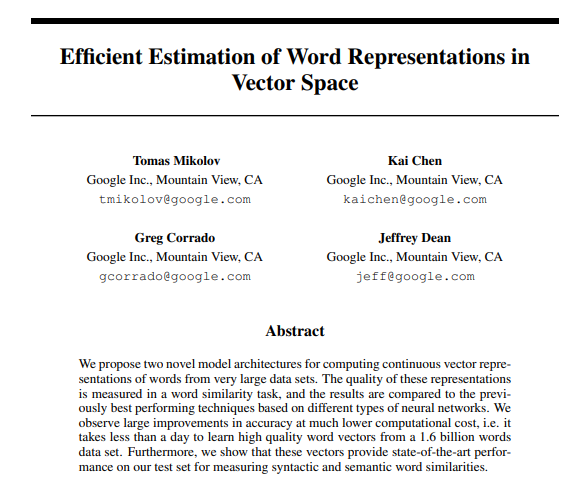 Efficient Estimation of Word Representations in
Vector Space
Tomas Mikolov
Google Inc., Mountain View, CA
tmikolov@google.com
Kai Chen
Google Inc., Mountain View, CA
kaichen@google.com
Greg Corrado
Google Inc., Mountain View, CA
gcorrado@google.com
Jeffrey Dean
Google Inc., Mountain View, CA
jeff@google.com
Abstract
We propose two novel model architectures for computing continuous vector repre-
sentations of words from very large data sets. The quality of these representations
is measured in a word similarity task, and the results are compared to the previ-
ously best performing techniques based on different types of neural networks. We
observe large improvements in accuracy at much lower computational cost, i.e. it
takes less than a day to learn high quality word vectors from a 1.6 billion words
data set. Furthermore, we show that these vectors provide state-of-the-art perfor-
mance on our test set for measuring syntactic and semantic word similarities.